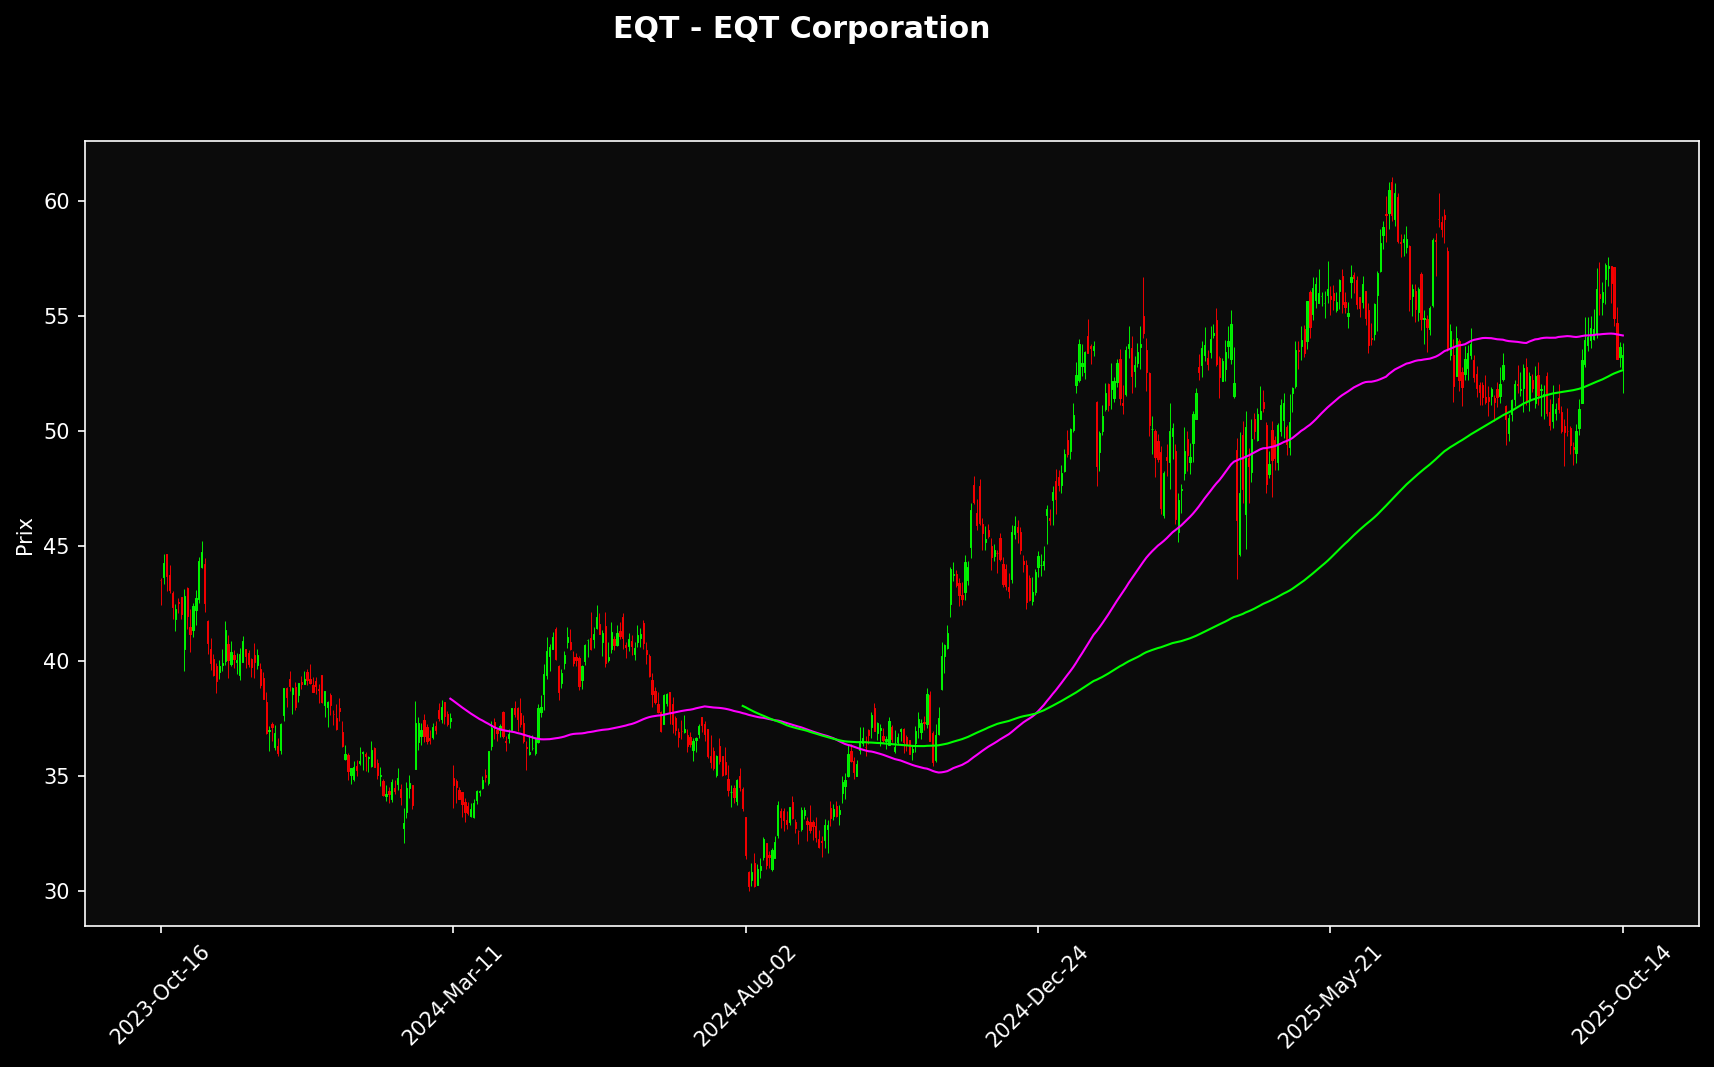 EQT - EQT Corporation
Prix
60
55
50
45
40
35
30
2023-Oct-16
2024-Mar-11
2024-Aug-02
2024-Dec-24
2025-May-21
2025-Oct-14